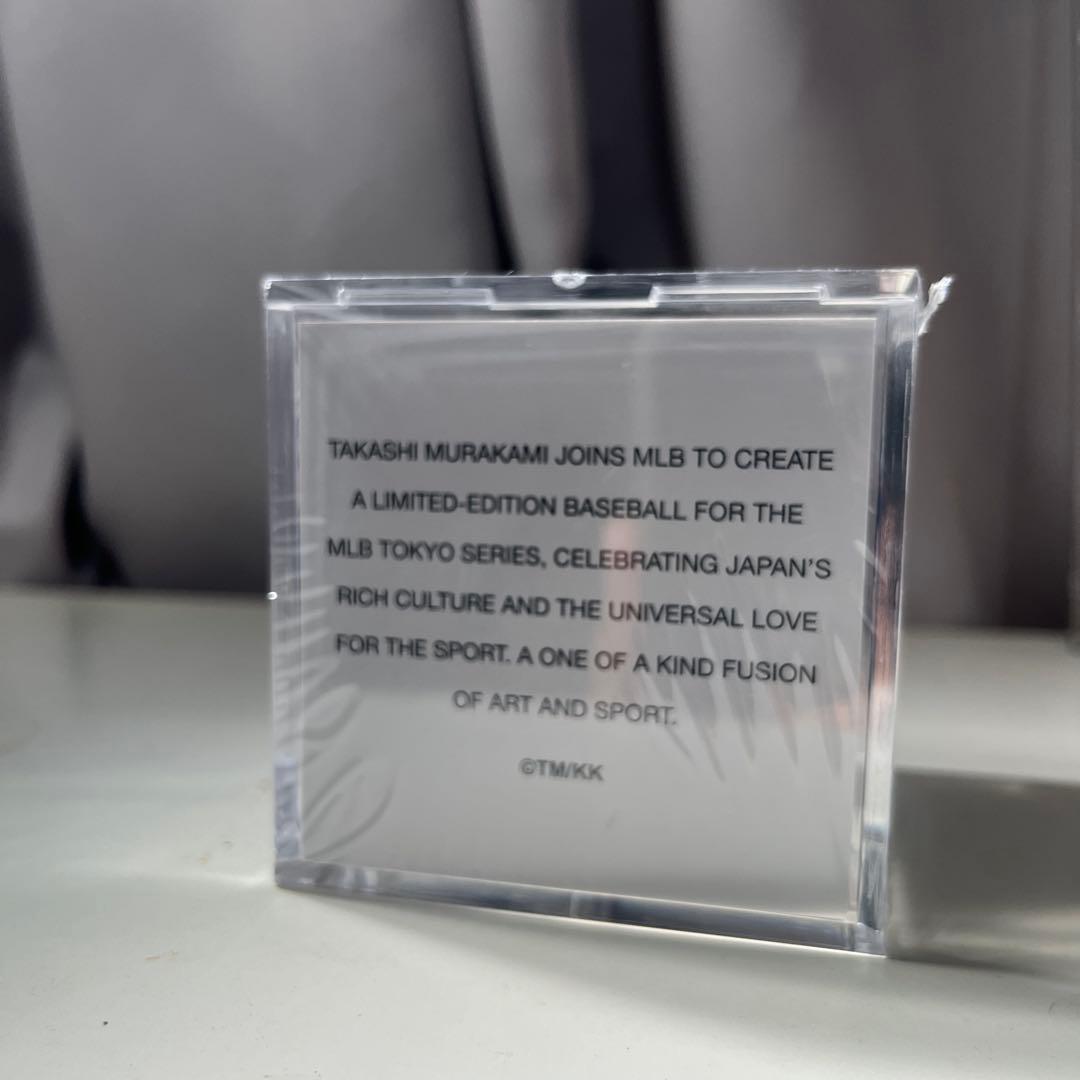 TAKASHI MURAKAMI JOINS MLB TO CREATE
A LIMITED-EDITION BASEBALL FOR THE
MLB TOKYO SERIES, CELEBRATING JAPAN'S
RICH CULTURE AND THE UNIVERSAL LOVE
FOR THE SPORT. A ONE OF A KIND FUSION
OF ART AND SPORT.
©TM/KK